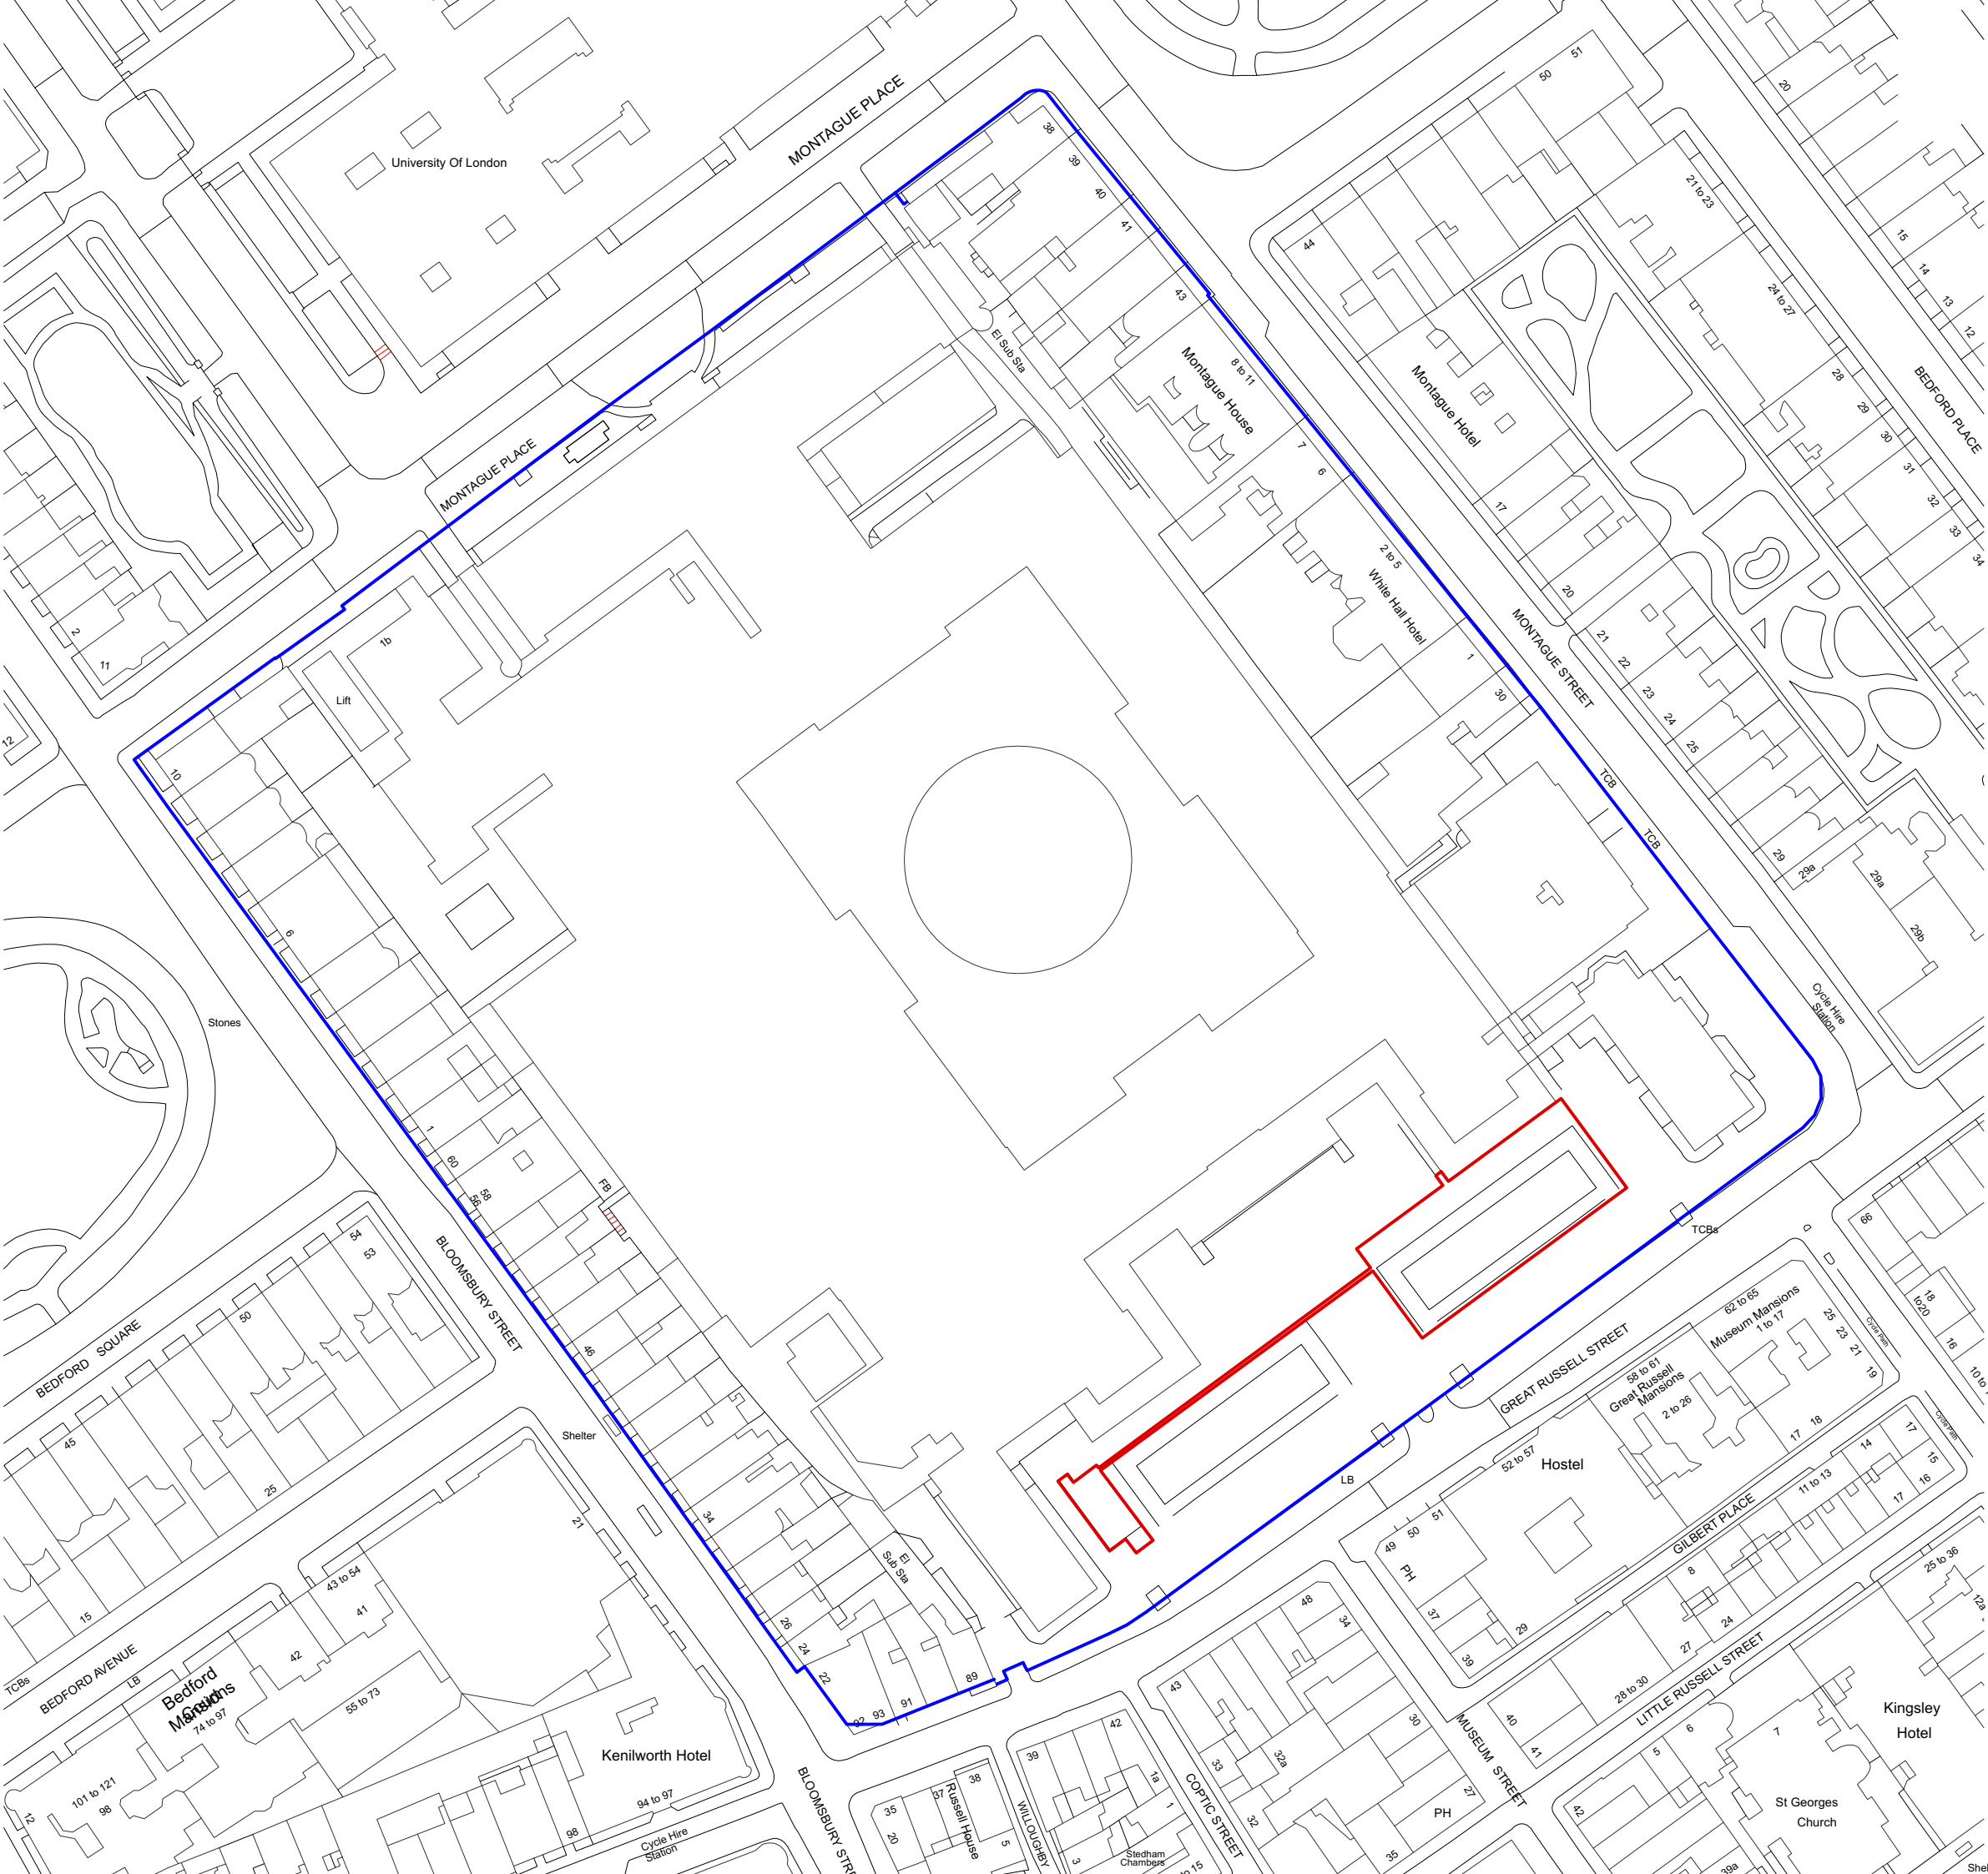 51
50
20
MONTAGUE PLACE
University Of London
38
39
40
41
43
44
21 to 23
15
14
13
12
24 to 27
El Sub Sta
Montague House
8 to 11
Montague Hotel
28
29
30
31
32
33
34
BEDFORD PLACE
MONTAGUE PLACE
7
6
17
2 to 5
White Hall Hotel
20
21
22
23
24
25
MONTAGUE STREET
2
11
1b
Lift
1
30
12
10
TCB
TCB
29
29a
29a
29b
6
Stones
Cycle Hire
Station
1
60
58
56
FB
54
53
50
BLOOMSBURY STREET
BEDFORD SQUARE
46
45
25
Shelter
21
34
TCBs
66
62 to 65
Museum Mansions
1 to 17
18
to20
16
10 to
25
23
21
19
Cycle Path
58 to 61
Great Russell
Mansions
2 to 26
GREAT RUSSELL STREET
17
18
Cycle Path
52 to 57
Hostel
LB
17
15
14
16
17
11 to 13
GILBERT PLACE
49
50
51
PH
37
39
29
El
Sub Sta
43 to 54
41
42
15
TCBs
BEDFORD AVENUE
LB
Bedford
Court
Mansions
74 to 97
55 to 73
26
24
22
89
91
92
93
48
34
43
8
24
27
28 to 30
25 to 36
12a
LITTLE RUSSELL STREET
40
41
MUSEUM STREET
Kingsley
Hotel
Kenilworth Hotel
101 to 121
98
12
94 to 97
98
Cycle Hire
Station
BLOOMSBURY STRE
35
37
38
20
Russell House
5
WILLOUGHBY
39
42
1a
1
3
Stedham
Chambers
to 15
COPTIC STREET
33
32a
32
30
27
PH
35
42
5
6
7
St Georges
Church
39a
She